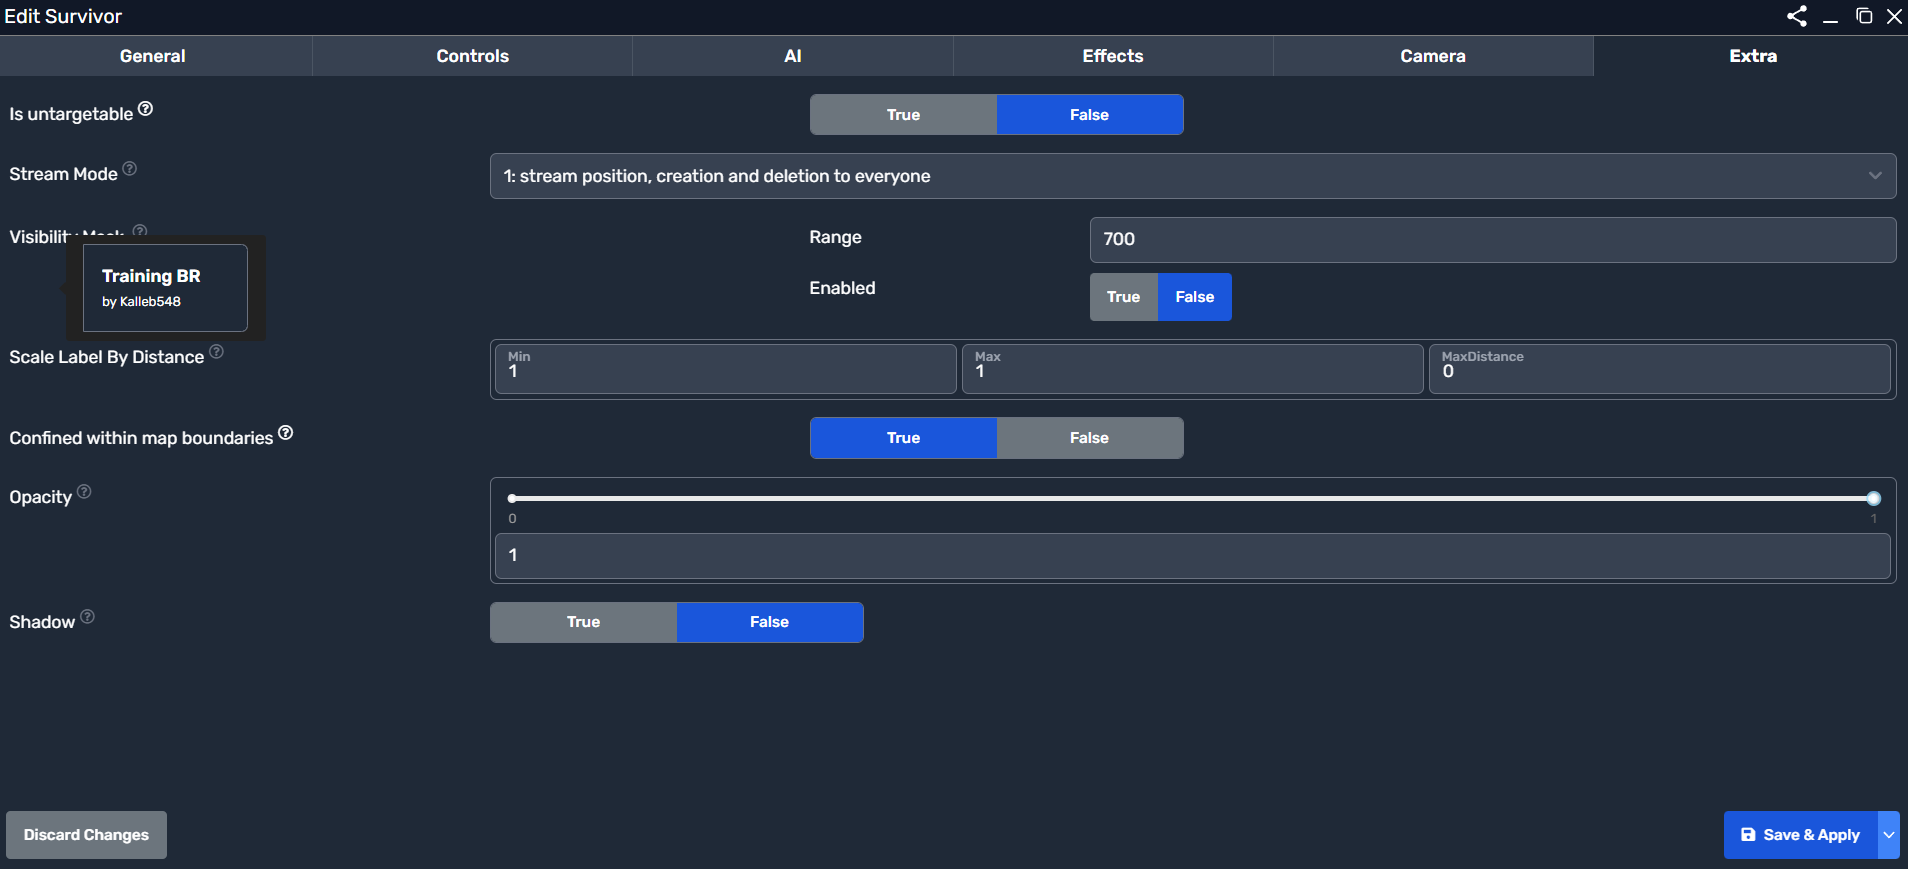 Edit Survivor
General Controls AI Effects Camera Extra
Is untargetable
True False
Stream Mode
1: stream position, creation and deletion to everyone
Visibility Mask
Range
700
Training BR
by Kalleb548
Enabled
True False
Scale Label By Distance
Min
1
Max
1
MaxDistance
0
Confined within map boundaries
True False
Opacity
0 1
1
Shadow
True False
Discard Changes
Save & Apply